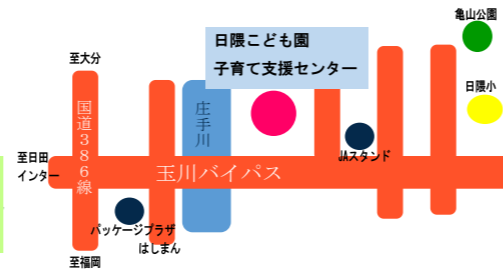 亀山公園
日隈こども園
子育て支援センター
至大分
日隈小
国道386線
庄手川
至日田
インター
JAスタンド
玉川バイパス
パッケージプラザ
はしまん
至福岡